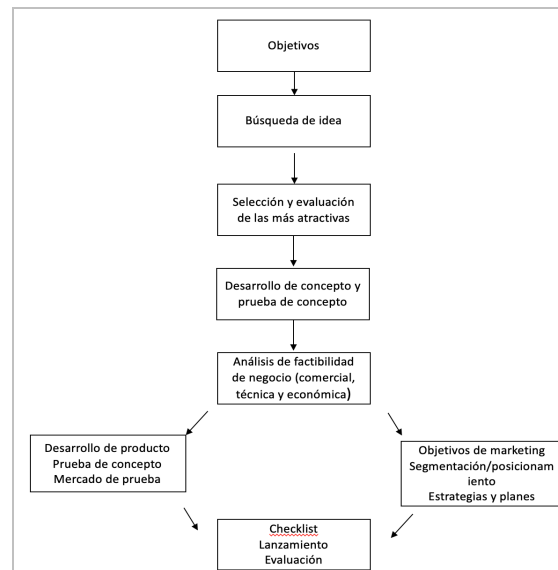 Objetivos
Búsqueda de idea
Selección y evaluación
de las más atractivas
Desarrollo de concepto y
prueba de concepto
Análisis de factibilidad
de negocio (comercial,
técnica y económica)
Desarrollo de producto
Prueba de concepto
Mercado de prueba
Objetivos de marketing
Segmentación/posicionam
iento
Estrategias y planes
Checklist
Lanzamiento
Evaluación